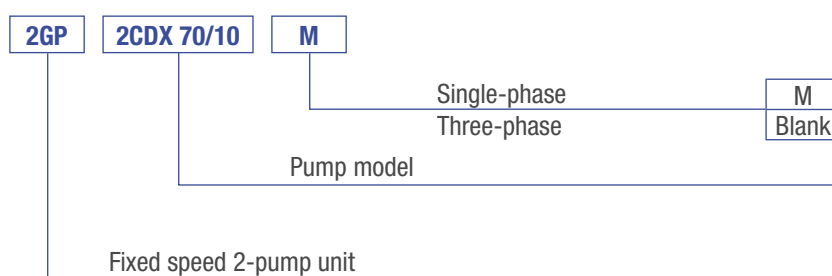 2GP 2CDX 70/10 M
Single-phase M
Three-phase Blank
Pump model
Fixed speed 2-pump unit